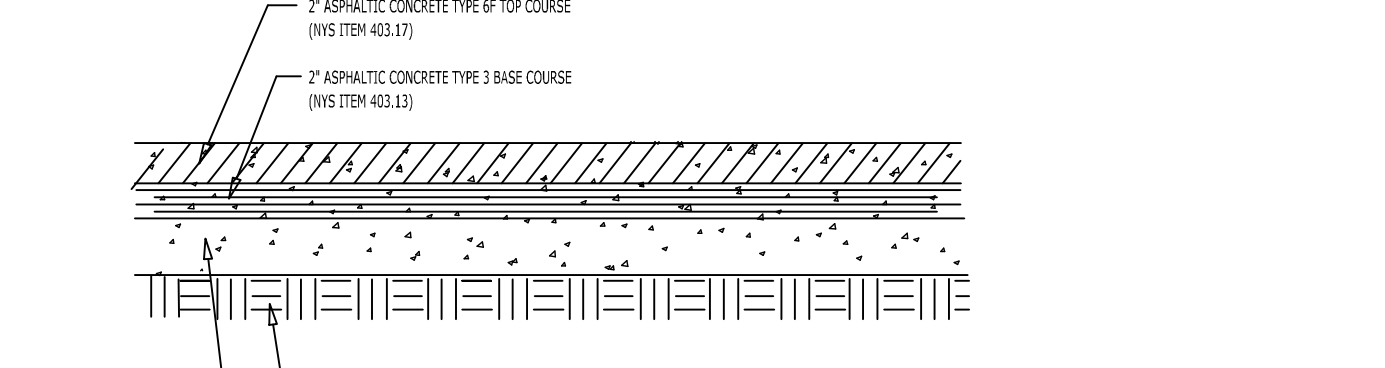 2" ASPHALTIC CONCRETE TYPE 6F TOP COURSE
(NYS ITEM 403.17)
2" ASPHALTIC CONCRETE TYPE 3 BASE COURSE
(NYS ITEM 403.13)